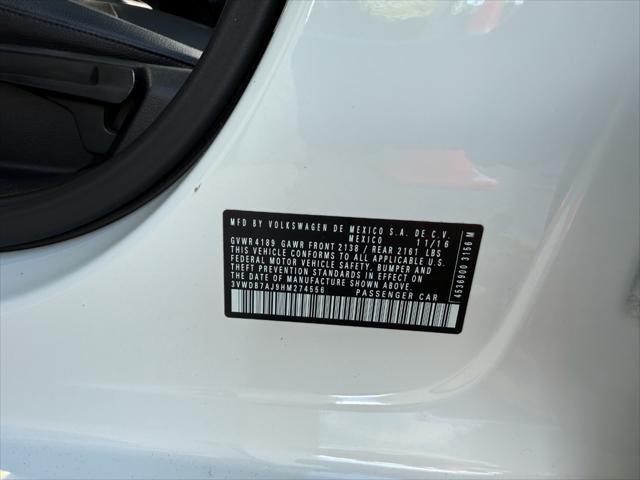 MFD BY VOLKSWAGEN DE MEXICO S.A. DE C.V.
MEXICO 11/16
GVWR4189 GAWR FRONT 2138 / REAR 2161 LBS
THIS VEHICLE CONFORMS TO ALL APPLICABLE
FEDERAL MOTOR VEHICLE SAFETY, BUMPER AND
THEFT PREVENTION STANDARDS IN EFFECT ON
THE DATE OF MANUFACTURE SHOWN ABOVE
3VWDB7AJ9HM274556 PASSENGER CAR
4536900 3156 M